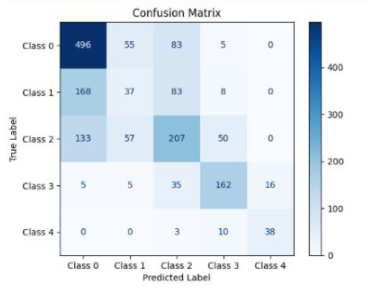 Confusion Matrix
Class 0 496 55 83 5 0
Class 1 168 37 83 8 0
Class 2 133 57 207 50 0
Class 3 5 5 35 162 16
Class 4 0 0 3 10 38
Class 0 Class 1 Class 2 Class 3 Class 4
Predicted Label
True Label
400
300
200
100
0